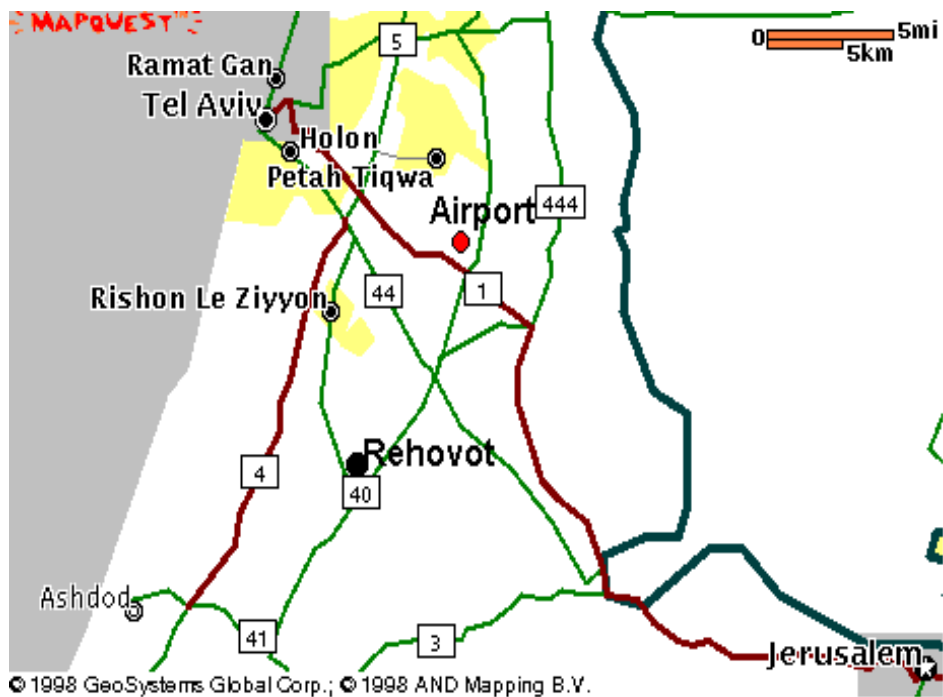 MAPQUEST™
5
0 5mi
5km
Ramat Gan
Tel Aviv
Holon
Petah Tiqwa
Airport
444
Rishon Le Ziyyon
44
1
Rehovot
4
40
Ashdod
41
3
Jerusalem
© 1998 GeoSystems Global Corp.; © 1998 AND Mapping B.V.